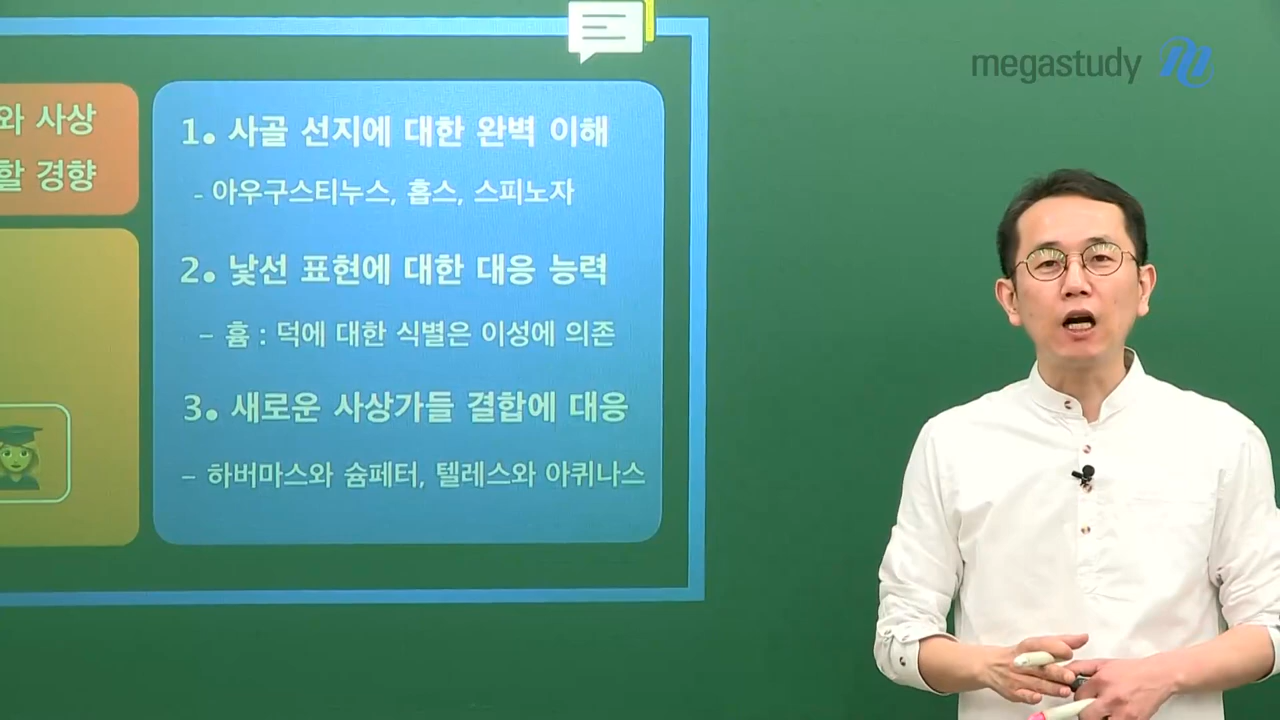 megastudy
와 사상
할 경향
1. 사골 선지에 대한 완벽 이해
- 아우구스티누스, 홉스, 스피노자
2. 낯선 표현에 대한 대응 능력
- 흄 : 덕에 대한 식별은 이성에 의존
3. 새로운 사상가들 결합에 대응
- 하버마스와 슘페터, 텔레스와 아퀴나스